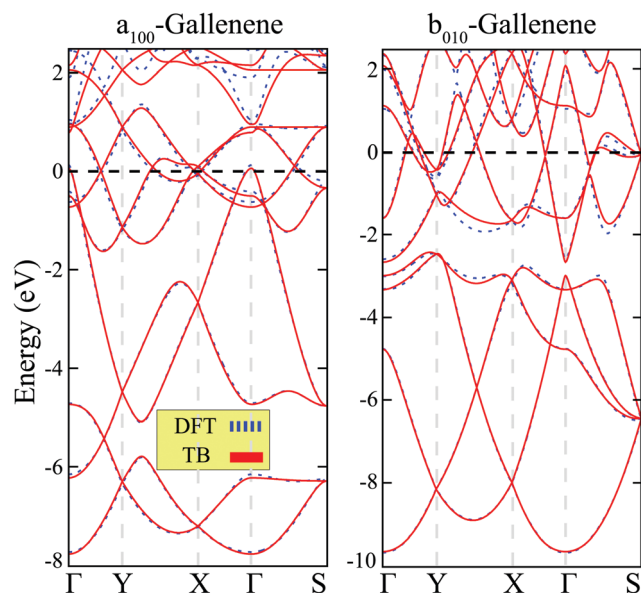 a₁₀₀-Gallenene
b₀₁₀-Gallenene
Energy (eV)
2
0
-2
-4
-6
-8
2
0
-2
-4
-6
-8
-10
DFT
TB
Γ Y X Γ S
Γ Y X Γ S